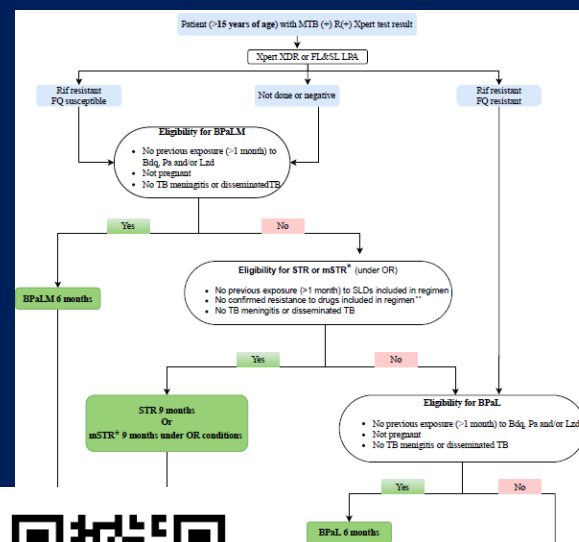 Patient (>15 years of age) with MTB (+) R(+) Xpert test result
Xpert XDR or FL&SL LPA
Rif resistant
FQ susceptible
Not done or negative
Rif resistant
FQ resistant
Eligibility for BPaLM
• No previous exposure (>1 month) to
Bdq, Pa and/or Lzd
• Not pregnant
• No TB meningitis or disseminatedTB
Yes
No
BPaLM 6 months
Eligibility for STR or mSTR* (under OR)
• No previous exposure (>1 month) to SLDs included in regimen
• No confirmed resistance to drugs included in regimen**
• No TB meningitis or disseminated TB
Yes
No
STR 9 months
Or
mSTR* 9 months under OR conditions
Eligibility for BPaL
• No previous exposure (>1 month) to Bdq, Pa and/or Lzd
• Not pregnant
• No TB menigitis or disseminated TB
Yes
No
BPaL 6 months